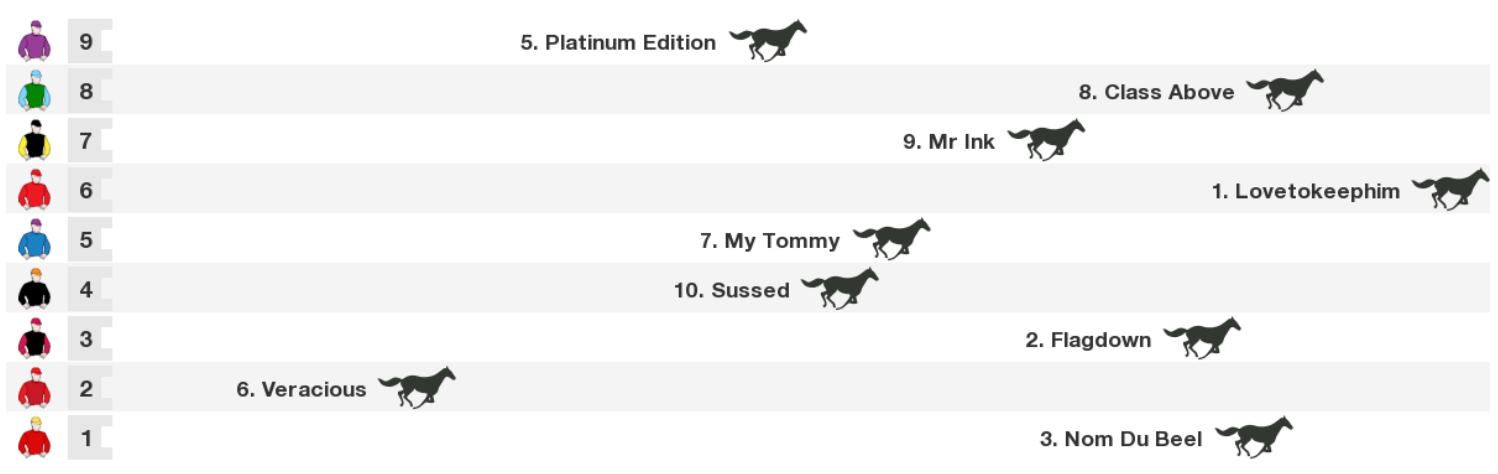 9 5. Platinum Edition
8 8. Class Above
7 9. Mr Ink
6 1. Lovetokeephim
5 7. My Tommy
4 10. Sussed
3 2. Flagdown
2 6. Veracious
1 3. Nom Du Beel